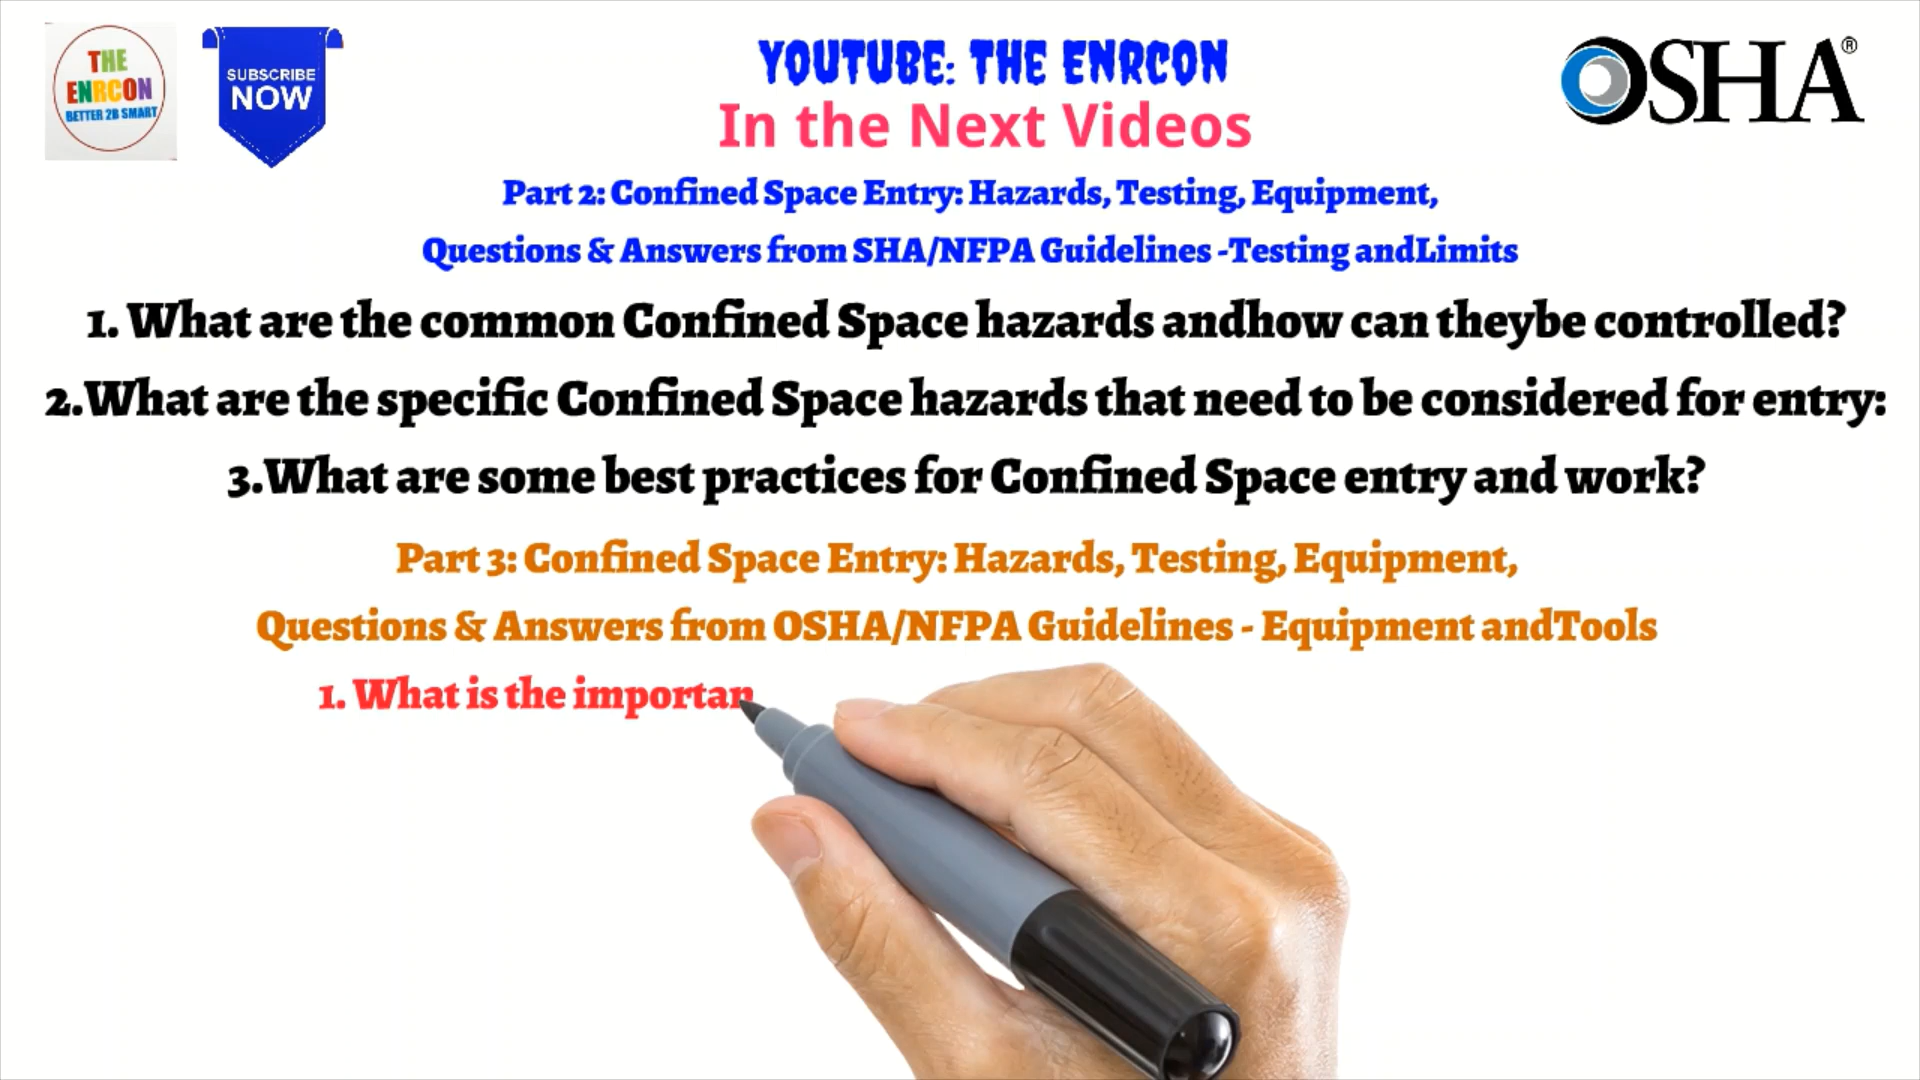 THE
ENRCON
BETTER 2B SMART
SUBSCRIBE
NOW
YOUTUBE: THE ENRCON
In the Next Videos
OSHA®
Part 2: Confined Space Entry: Hazards, Testing, Equipment,
Questions & Answers from SHA/NFPA Guidelines -Testing andLimits
1. What are the common Confined Space hazards andhow can theybe controlled?
2.What are the specific Confined Space hazards that need to be considered for entry:
3.What are some best practices for Confined Space entry and work?
Part 3: Confined Space Entry: Hazards, Testing, Equipment,
Questions & Answers from OSHA/NFPA Guidelines - Equipment andTools
1. What is the importan